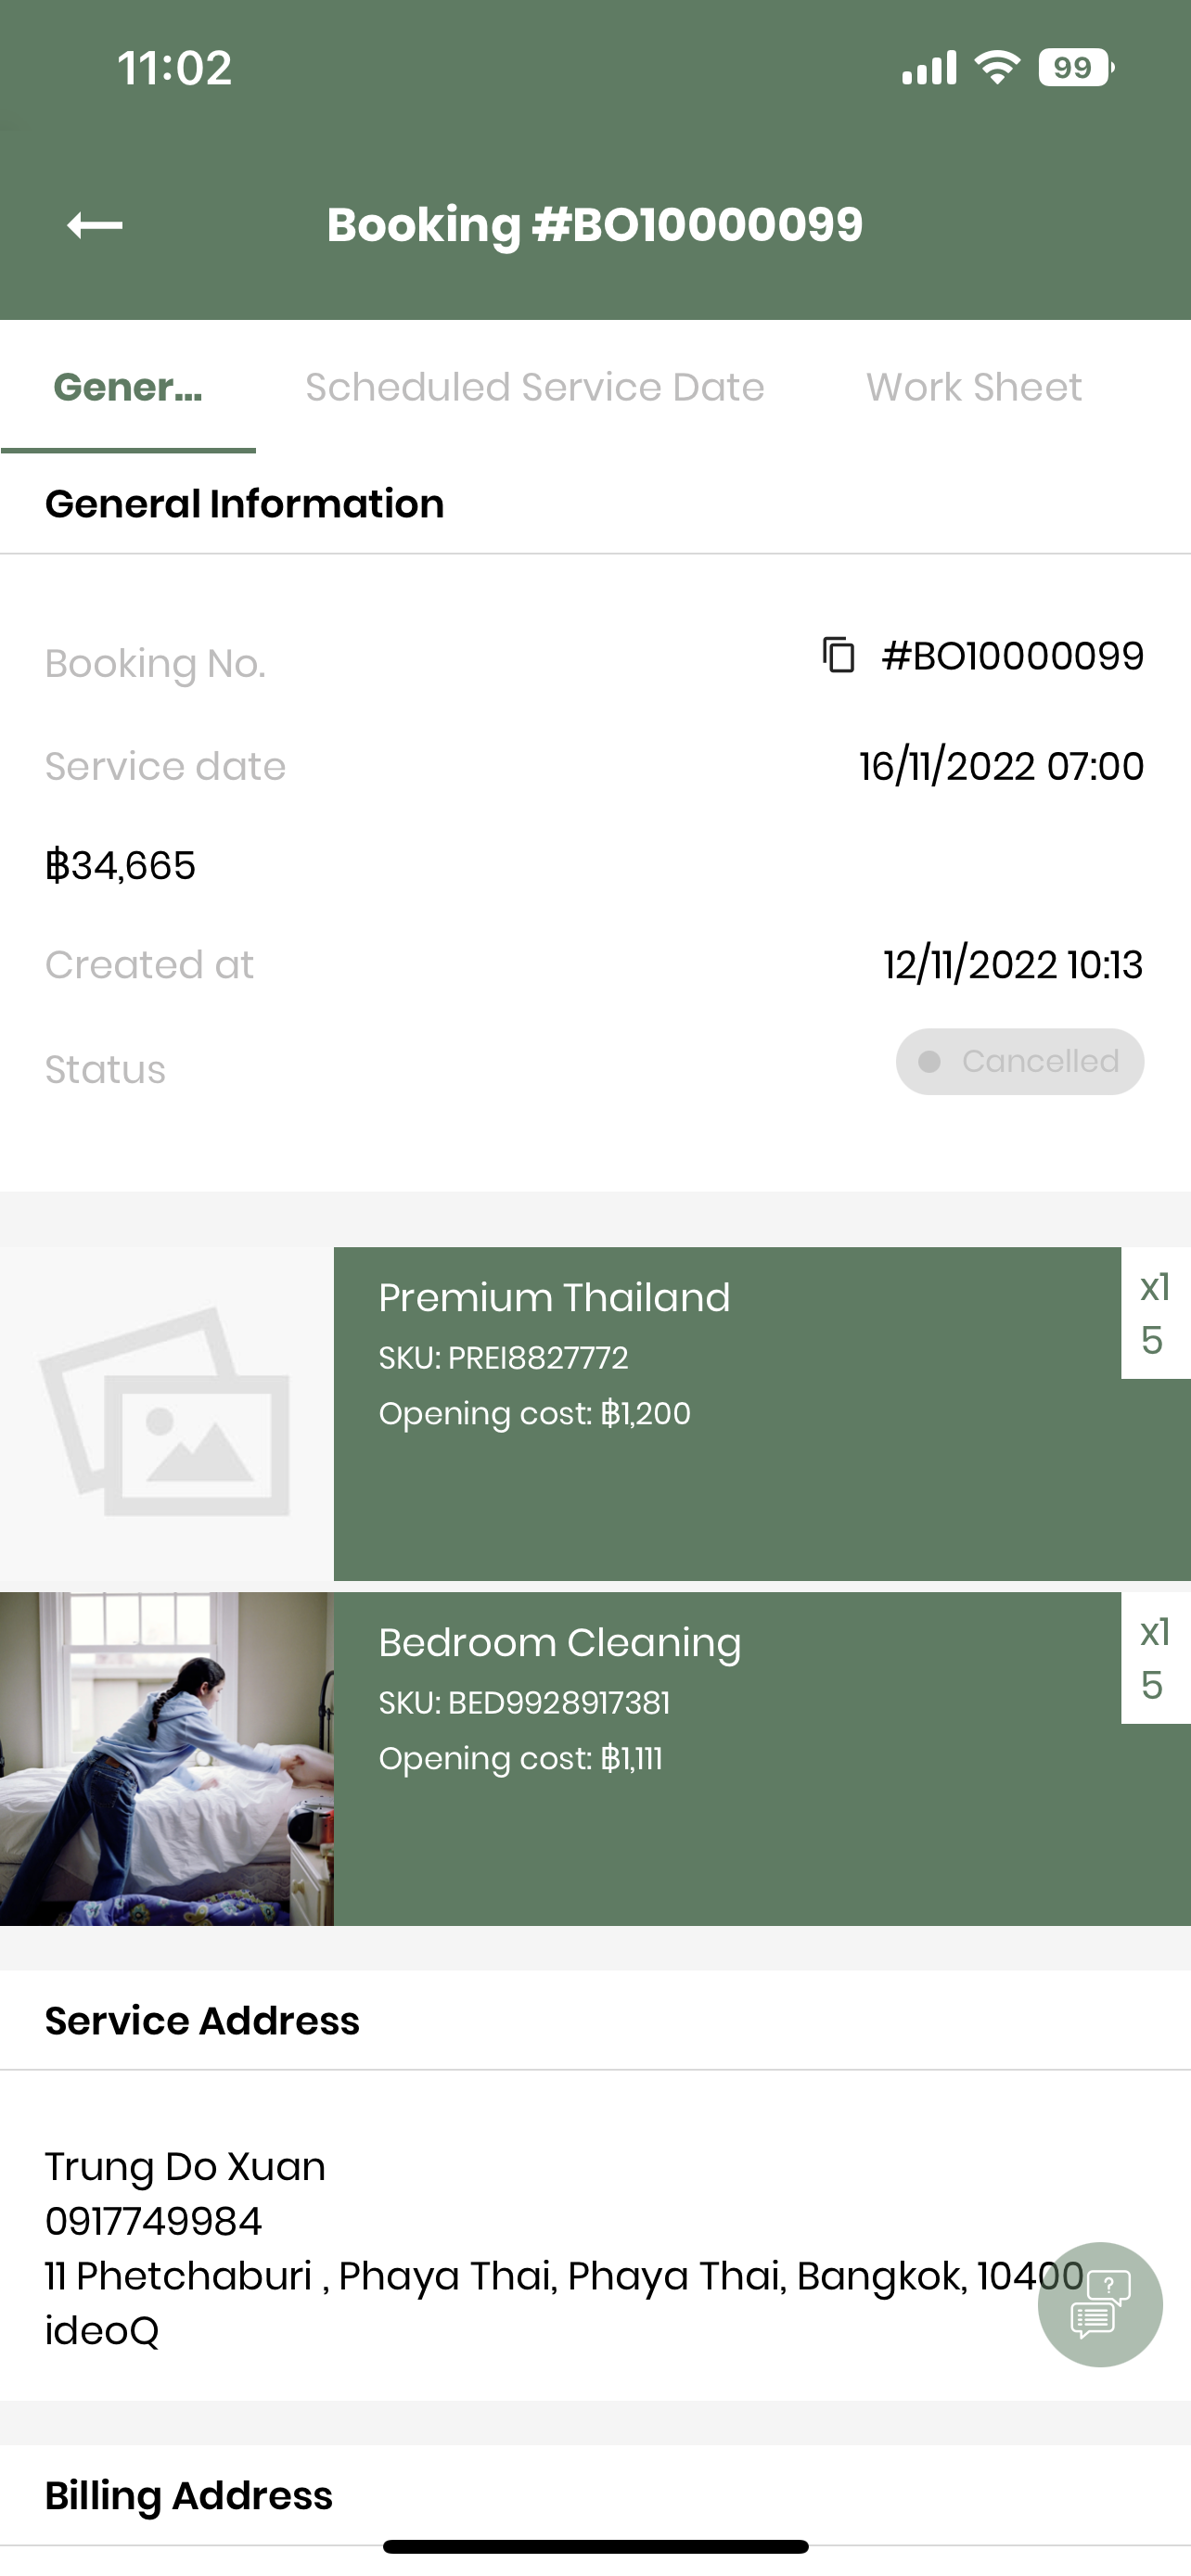 11:02
99
Booking #BO10000099
Gener...
Scheduled Service Date
Work Sheet
General Information
Booking No.
#BO10000099
Service date
16/11/2022 07:00
฿34,665
Created at
12/11/2022 10:13
Status
Cancelled
Premium Thailand
x1
5
SKU: PREI8827772
Opening cost: ฿1,200
Bedroom Cleaning
x1
5
SKU: BED9928917381
Opening cost: ฿1,111
Service Address
Trung Do Xuan
0917749984
11 Phetchaburi , Phaya Thai, Phaya Thai, Bangkok, 10400
ideoQ
?
Billing Address